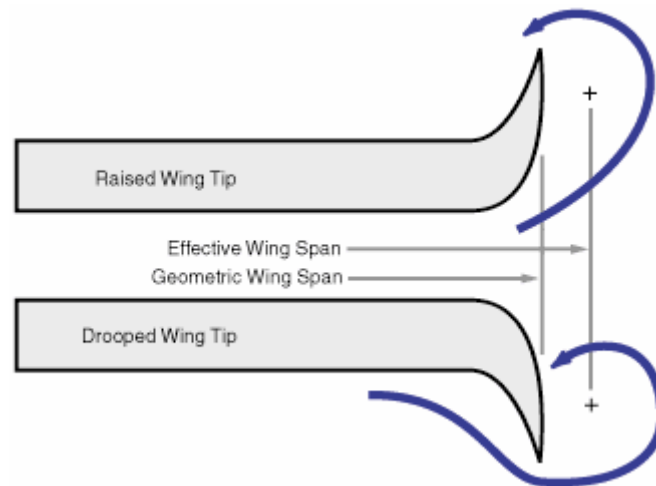 Raised Wing Tip
Effective Wing Span
Geometric Wing Span
Drooped Wing Tip